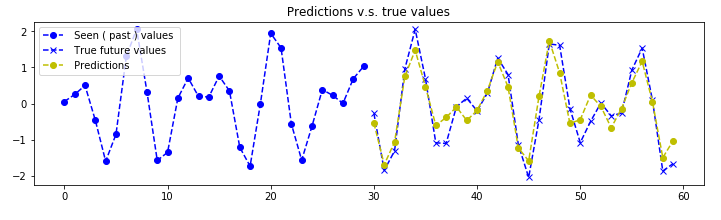 Predictions v.s. true values
Seen ( past ) values
True future values
Predictions
2
1
0
−1
−2
0 10 20 30 40 50 60